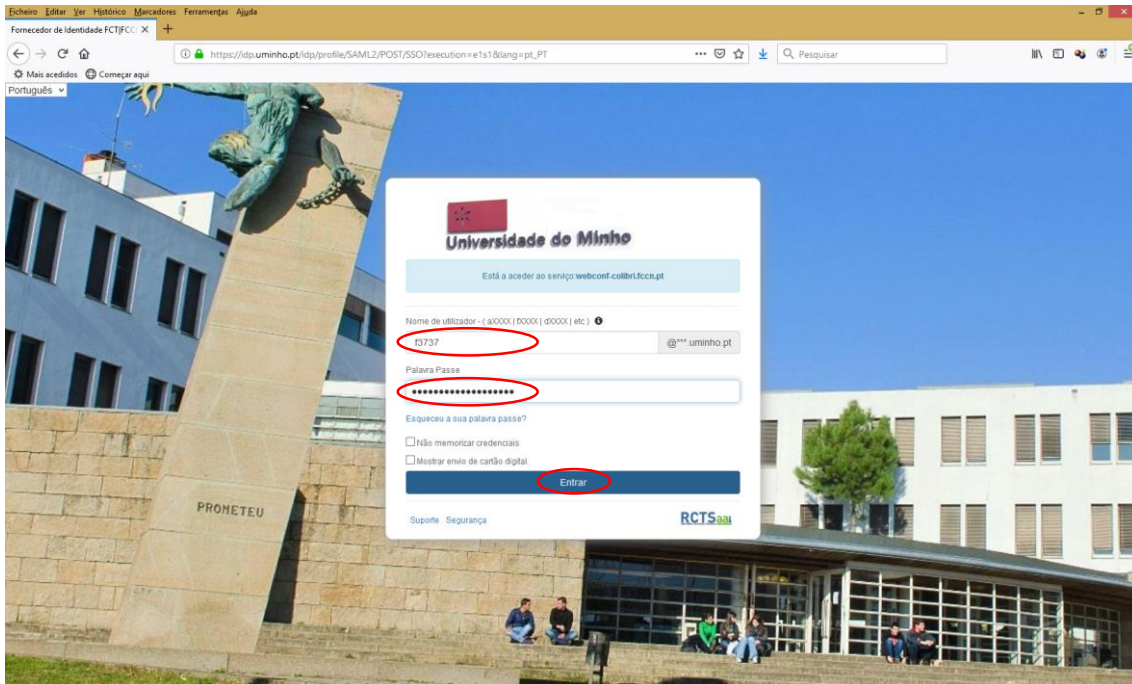 Ficheiro Editar Ver Histórico Marcadores Ferramentas Ajuda
Fornecedor de Identidade FCT|FCC
https://idp.uminho.pt/idp/profile/SAML2/POST/SSO?execution=e1s1&lang=pt_PT
Pesquisar
Mais acedidos Começar aqui
Português
Universidade do Minho
Está a aceder ao serviço:webconf-colibri.fccn.pt
Nome de utilizador - ( aXXXX | fXXXX | dXXXX | etc )
f3737 @***.uminho.pt
Palavra Passe
Esqueceu a sua palavra passe?
Não memorizar credenciais
Mostrar envio de cartão digital.
Entrar
Suporte Segurança RCTSaai
PROMETEU